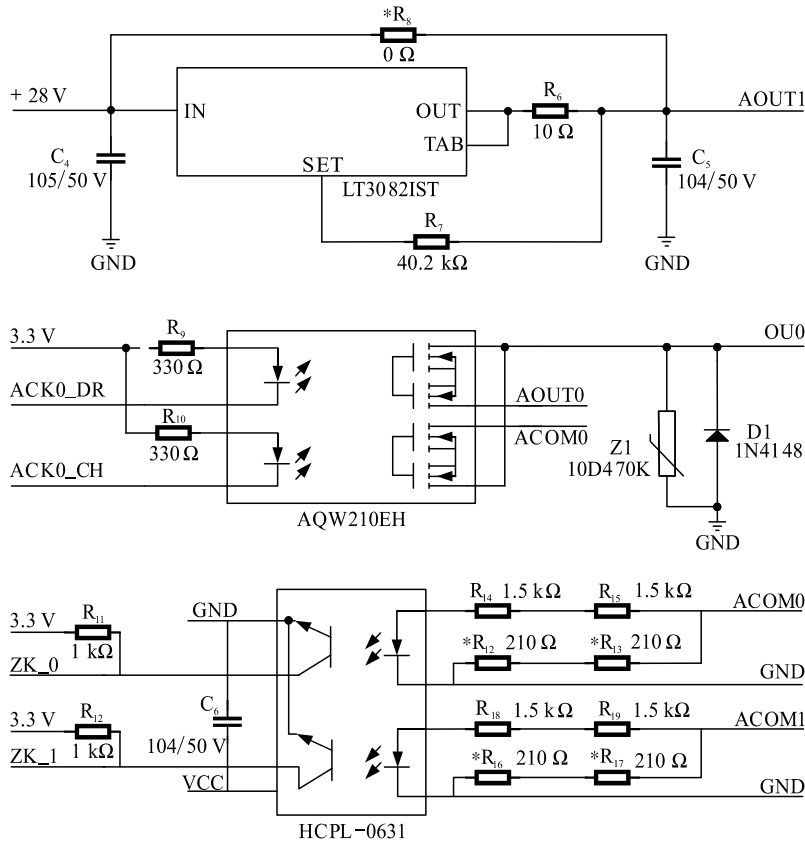 *R₈
0 Ω
+ 28 V
IN
OUT
R₆
10 Ω
AOUT1
TAB
C₄
105/50 V
SET
LT3082IST
C₅
104/50 V
R₇
40.2 kΩ
GND
GND
3.3 V
R₉
330 Ω
OU0
ACK0_DR
AOUT0
R₁₀
330 Ω
ACOM0
Z1
10D470K
D1
1N4148
ACK0_CH
AQW210EH
GND
GND
R₁₄ 1.5 kΩ
R₁₅ 1.5 kΩ
ACOM0
3.3 V
R₁₁
1 kΩ
*R₁₂ 210 Ω
*R₁₃ 210 Ω
ZK_0
GND
C₆
104/50 V
R₁₈ 1.5 kΩ
R₁₉ 1.5 kΩ
ACOM1
3.3 V
R₁₂
1 kΩ
*R₁₆ 210 Ω
*R₁₇ 210 Ω
ZK_1
VCC
GND
HCPL-0631